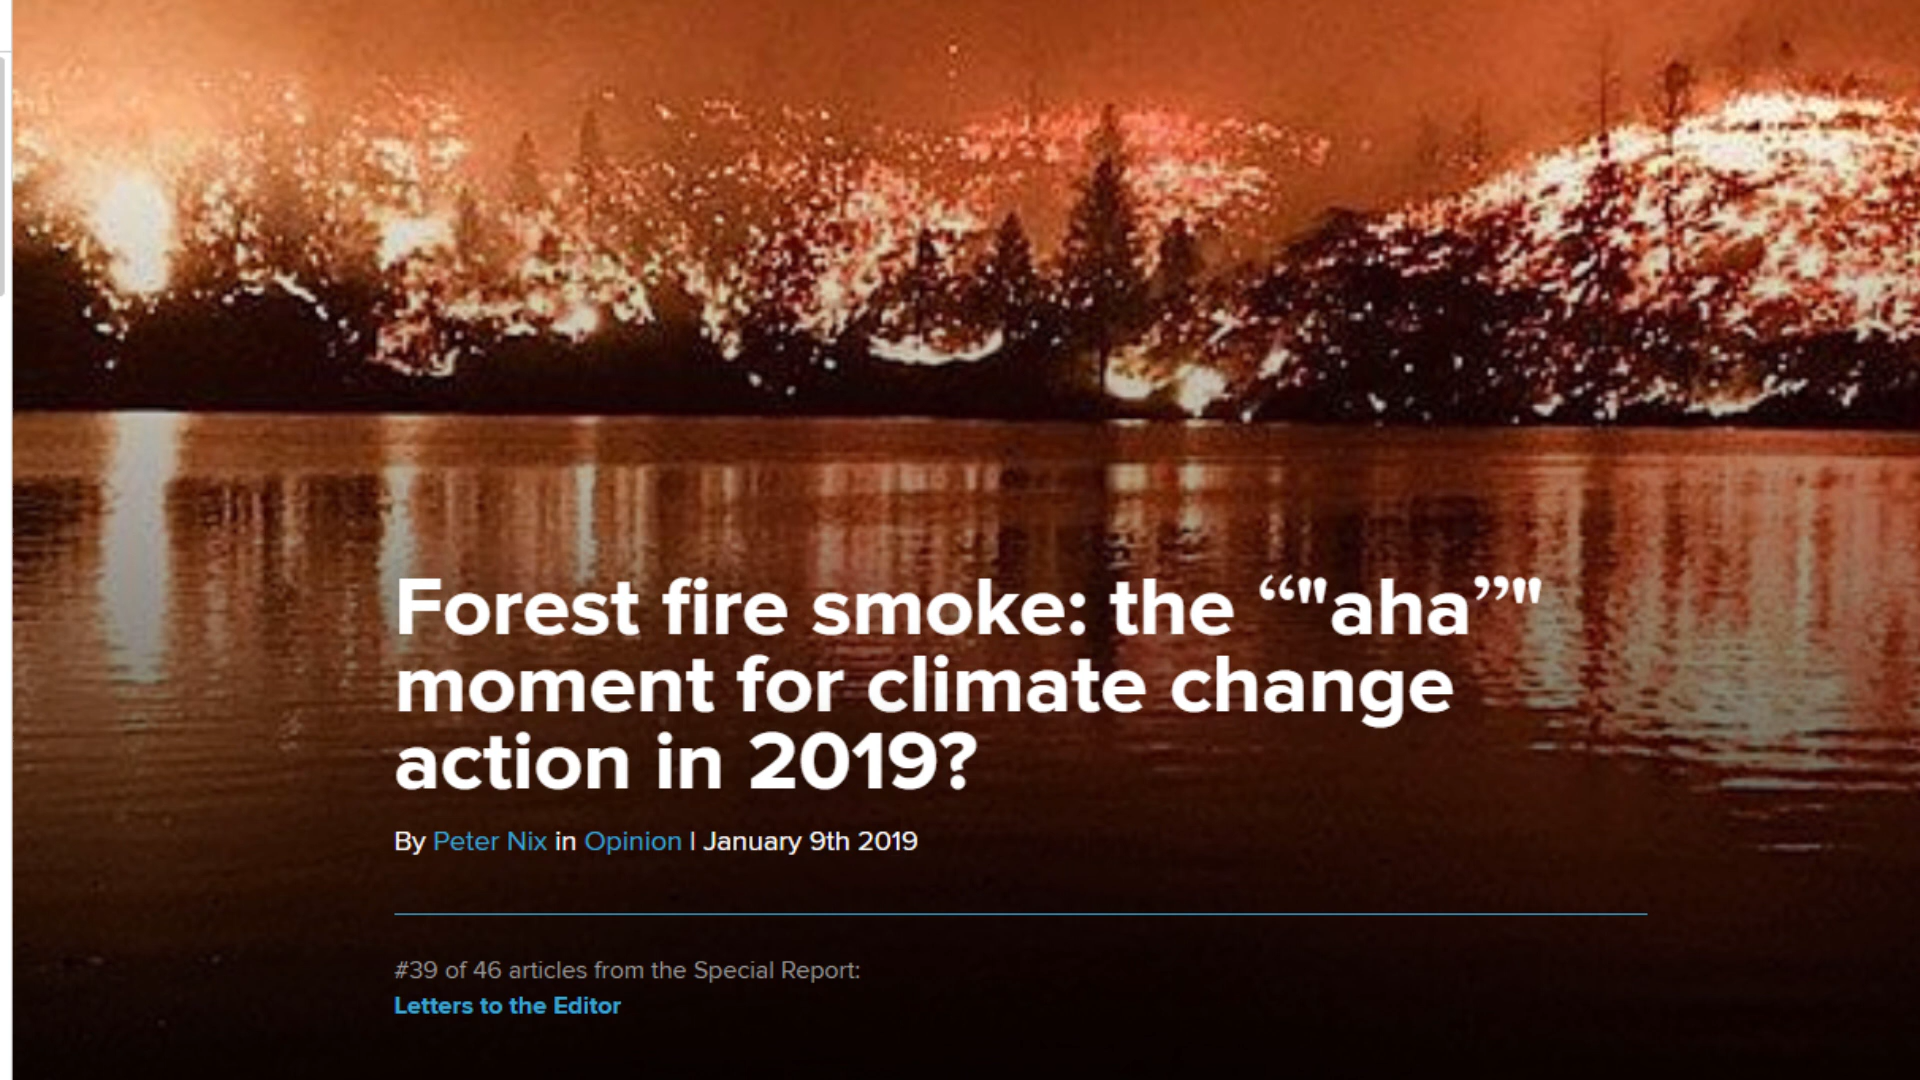 Forest fire smoke: the “"aha”"
moment for climate change
action in 2019?
By Peter Nix in Opinion | January 9th 2019
#39 of 46 articles from the Special Report:
Letters to the Editor